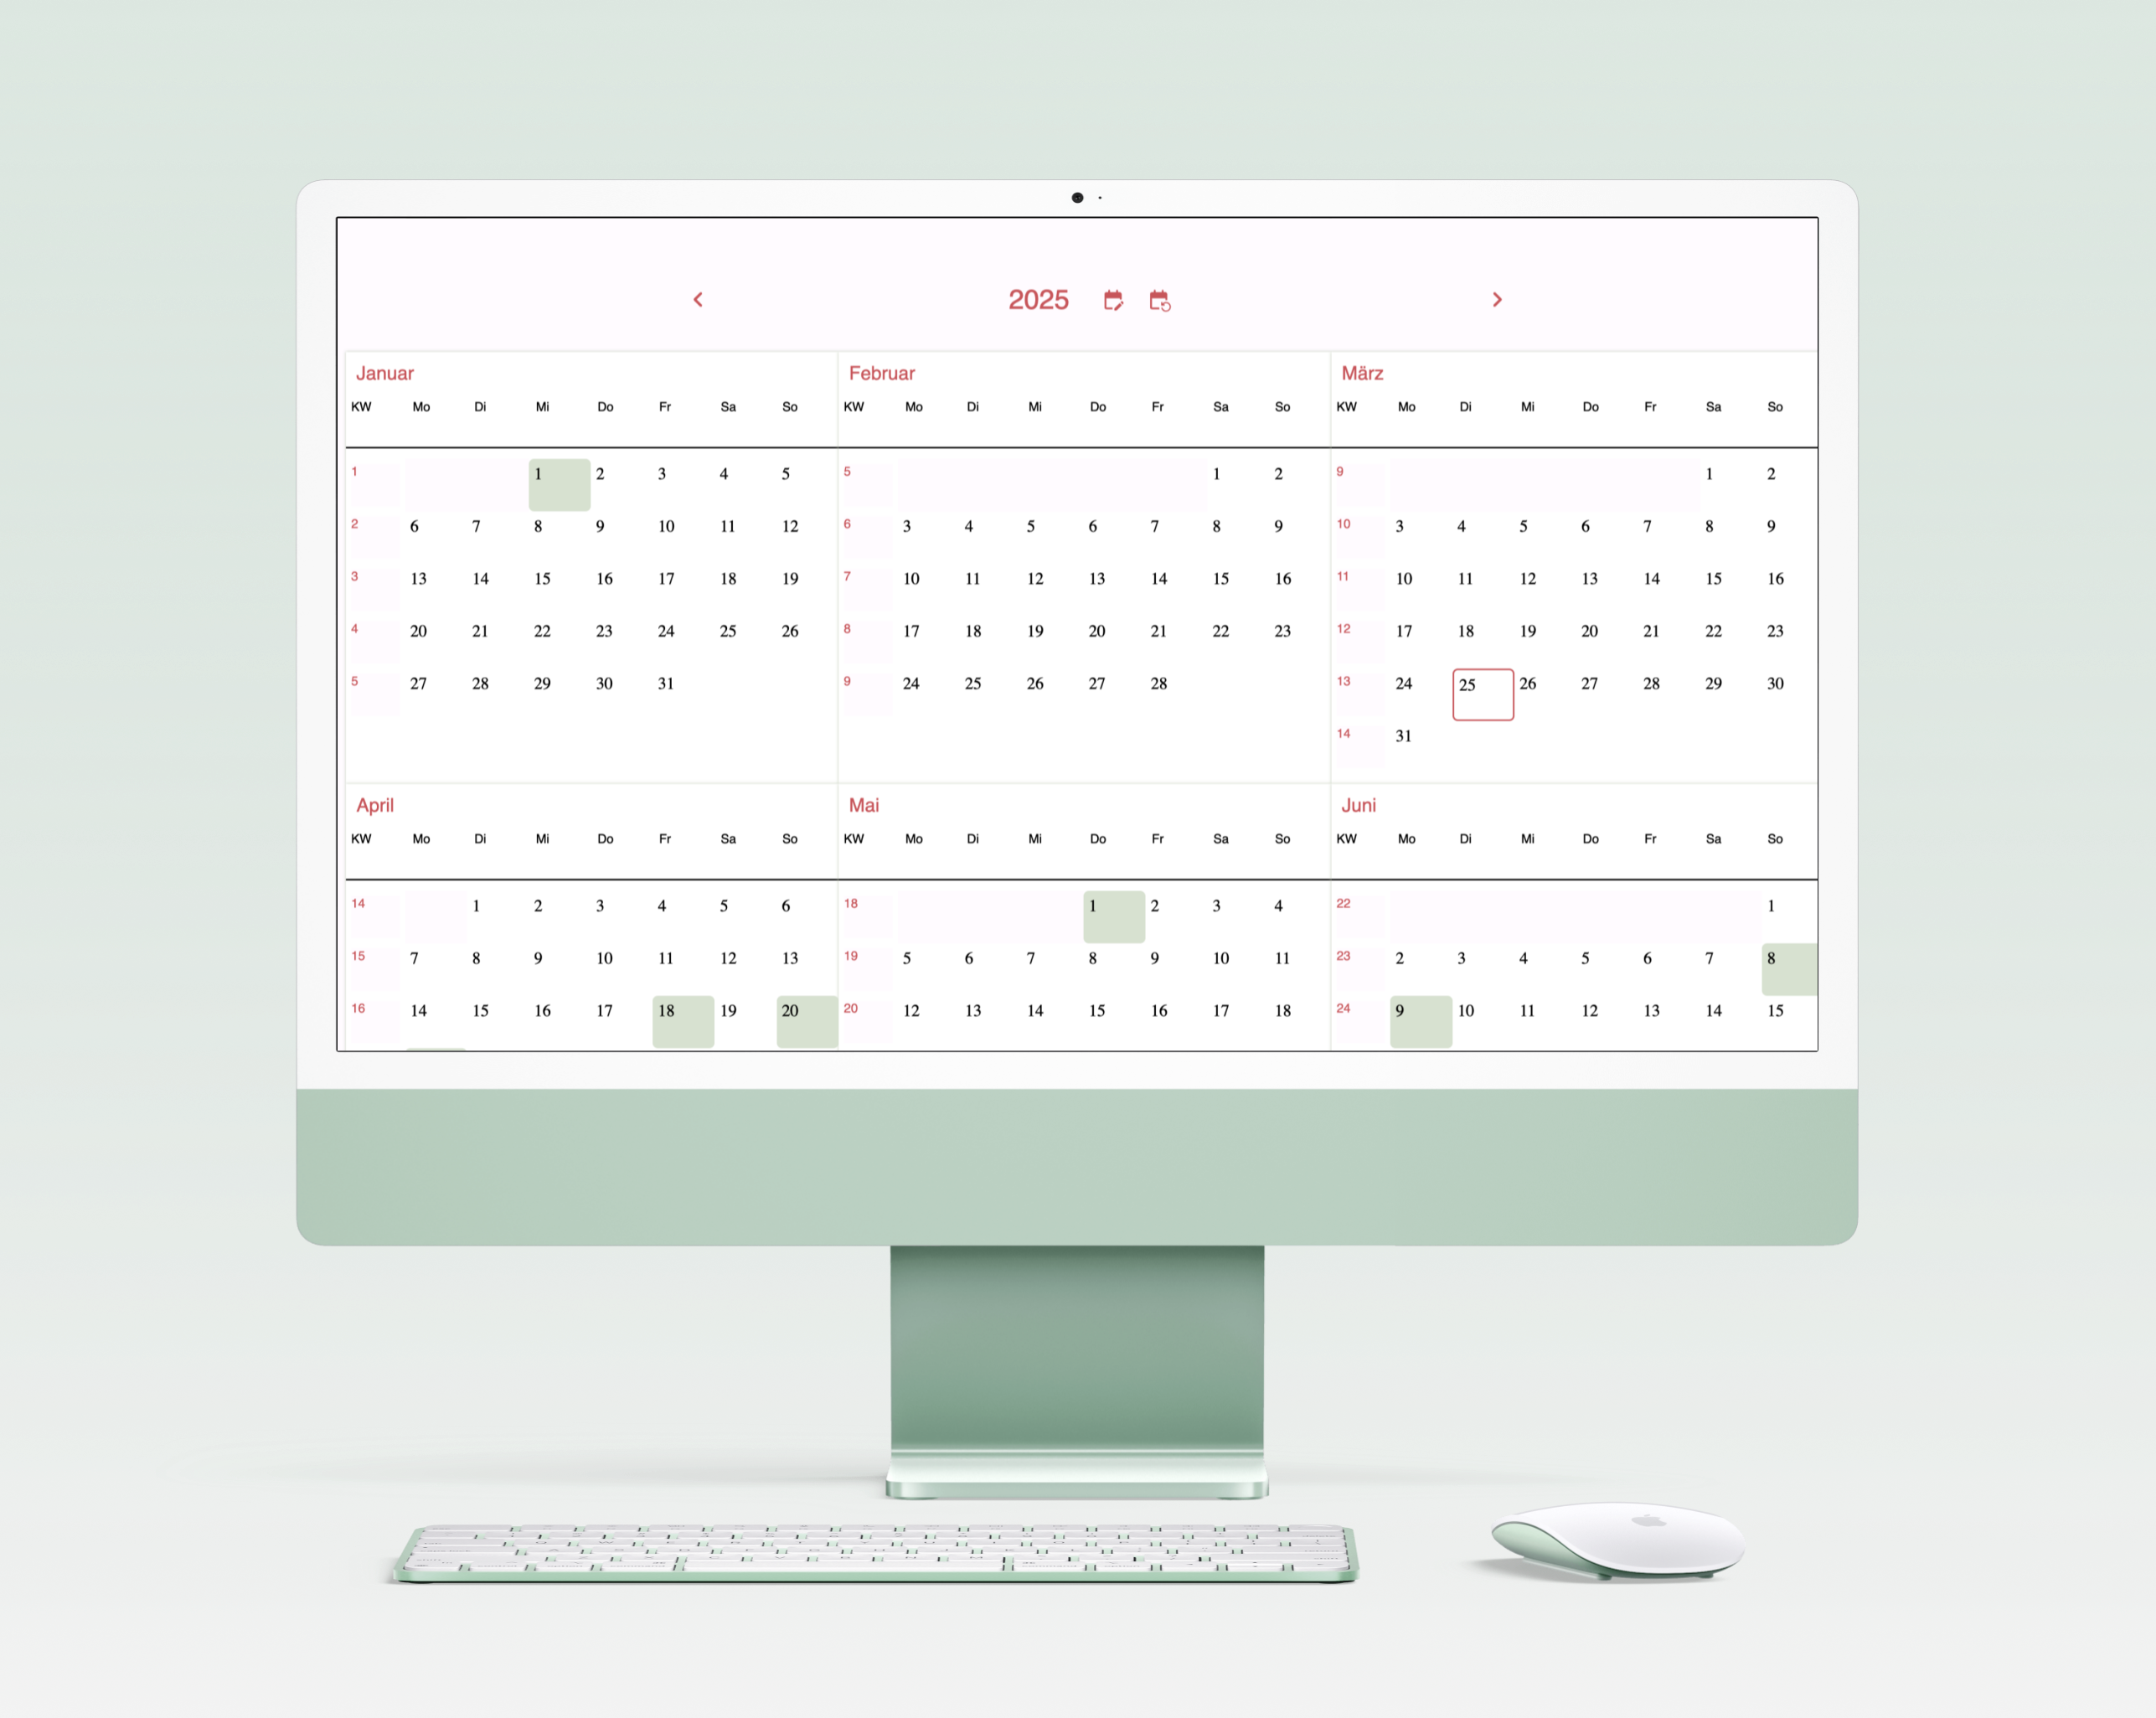 2025
Januar
KW Mo Di Mi Do Fr Sa So
1 1 2 3 4 5
2 6 7 8 9 10 11 12
3 13 14 15 16 17 18 19
4 20 21 22 23 24 25 26
5 27 28 29 30 31
Februar
KW Mo Di Mi Do Fr Sa So
5 1 2
6 3 4 5 6 7 8 9
7 10 11 12 13 14 15 16
8 17 18 19 20 21 22 23
9 24 25 26 27 28
März
KW Mo Di Mi Do Fr Sa So
9 1 2
10 3 4 5 6 7 8 9
11 10 11 12 13 14 15 16
12 17 18 19 20 21 22 23
13 24 25 26 27 28 29 30
14 31
April
KW Mo Di Mi Do Fr Sa So
14 1 2 3 4 5 6
15 7 8 9 10 11 12 13
16 14 15 16 17 18 19 20
Mai
KW Mo Di Mi Do Fr Sa So
18 1 2 3 4
19 5 6 7 8 9 10 11
20 12 13 14 15 16 17 18
Juni
KW Mo Di Mi Do Fr Sa So
22 1
23 2 3 4 5 6 7 8
24 9 10 11 12 13 14 15